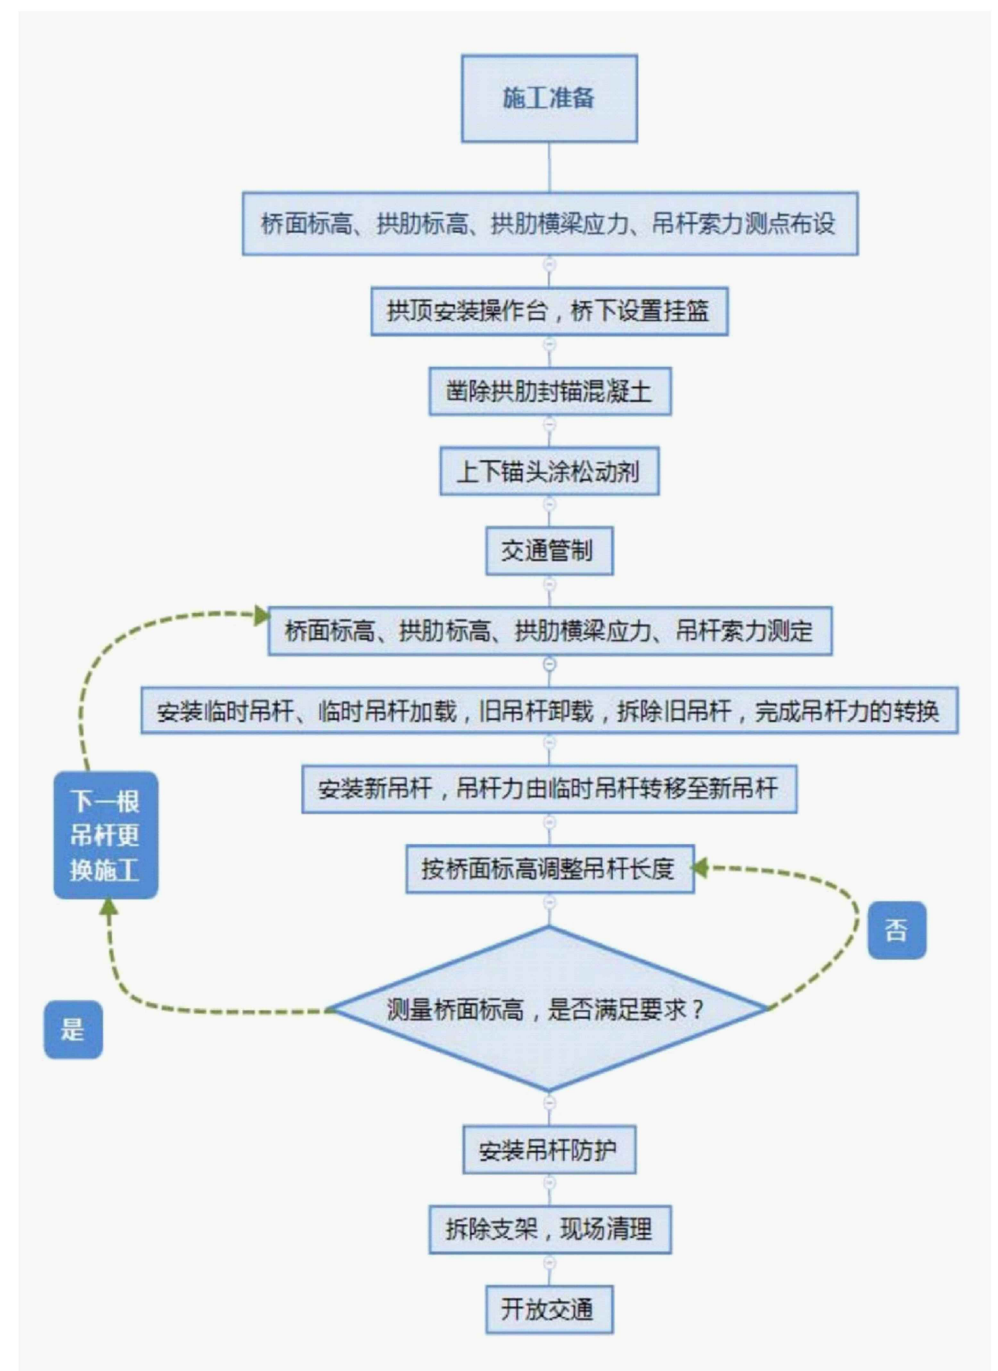 施工准备
桥面标高、拱肋标高、拱肋横梁应力、吊杆索力测点布设
拱顶安装操作台，桥下设置挂篮
凿除拱肋封锚混凝土
上下锚头涂松动剂
交通管制
桥面标高、拱肋标高、拱肋横梁应力、吊杆索力测定
安装临时吊杆、临时吊杆加载，旧吊杆卸载，拆除旧吊杆，完成吊杆力的转换
安装新吊杆，吊杆力由临时吊杆转移至新吊杆
下一根
吊杆更
换施工
按桥面标高调整吊杆长度
否
测量桥面标高，是否满足要求？
是
安装吊杆防护
拆除支架，现场清理
开放交通